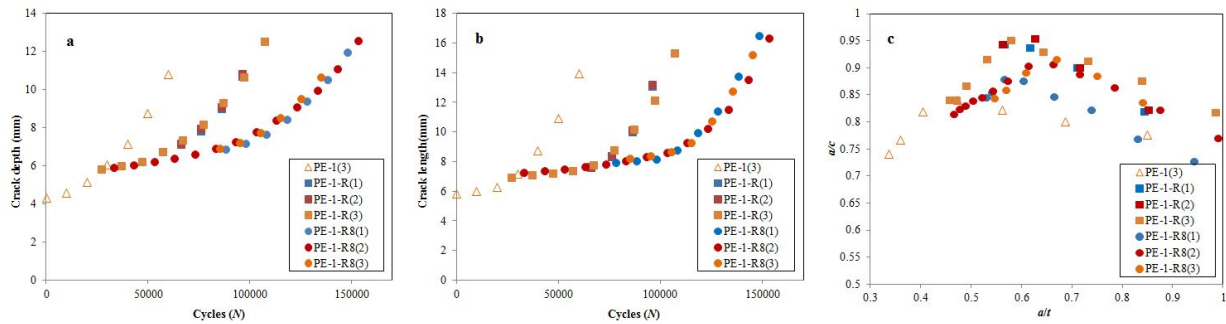 a
Crack depth (mm)
14
12
10
8
6
4
2
0
0
50000
100000
150000
Cycles (N)
PE-1(3)
PE-1-R(1)
PE-1-R(2)
PE-1-R(3)
PE-1-R8(1)
PE-1-R8(2)
PE-1-R8(3)
b
Crack length(mm)
18
16
14
12
10
8
6
4
2
0
0
50000
100000
150000
Cycles (N)
PE-1(3)
PE-1-R(1)
PE-1-R(2)
PE-1-R(3)
PE-1-R8(1)
PE-1-R8(2)
PE-1-R8(3)
c
a/c
1
0.95
0.9
0.85
0.8
0.75
0.7
0.65
0.6
0.55
0.5
0.3
0.4
0.5
0.6
0.7
0.8
0.9
1
a/t
PE-1(3)
PE-1-R(1)
PE-1-R(2)
PE-1-R(3)
PE-1-R8(1)
PE-1-R8(2)
PE-1-R8(3)